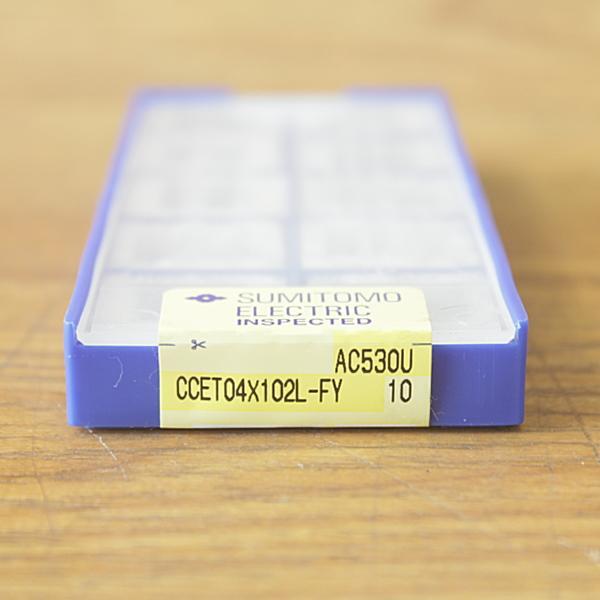 SUMITOMO
ELECTRIC
INSPECTED
AC530U
CCET04X102L-FY 10